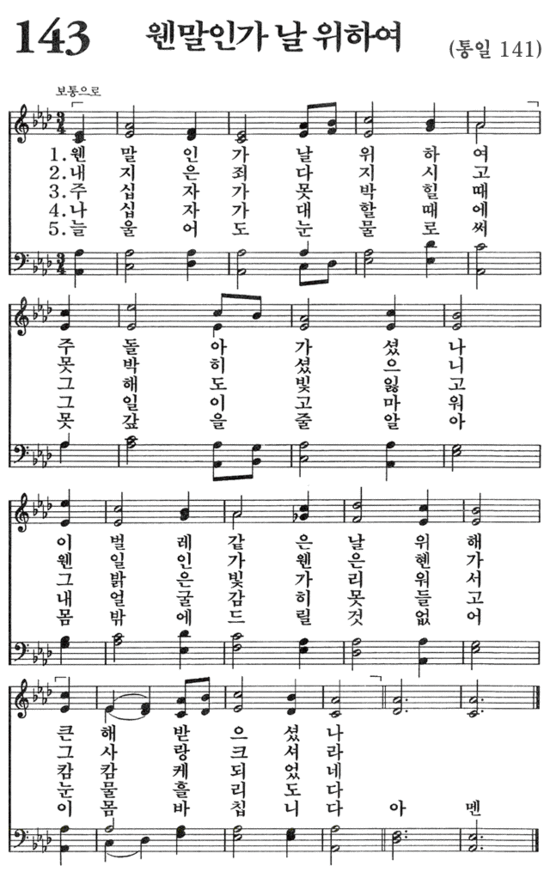 143 웬말인가 날 위하여
(통일 141)
보통으로
1.웬 말 인 가 날 위 하 여
2.내 지 은 죄 다 지 시 고
3.주 십 자 가 못 박 힐 때
4.나 십 자 가 대 할 때 에
5.늘 울 어 도 눈 물 로 써
주 돌 아 가 셨 나
못 박 히 셨 으 니
그 해 도 빛 잃 고
그 일 이 고 마 워
못 갚 을 줄 알 아
이 벌 레 같 은 날 위 해
웬 일 인 가 웬 은 혠 가
그 밝 은 빛 가 리 워 서
내 얼 굴 감 히 못 들 고
몸 밖 에 드 릴 것 없 어
큰 해 받 으 셨 나
그 사 랑 크 셔 라
캄 캄 케 되 었 네
눈 물 흘 리 도 다
이 몸 바 칩 니 다 아 멘